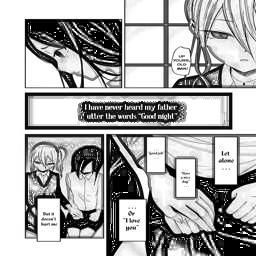 UP
YOURS,
OLD
MAN
I have never heard my father
utter the words "Good night"
Let
alone ...
"Have
a nice
day"
"Good job"
...
Or
"I love
you"
But it
doesn't
hurt me